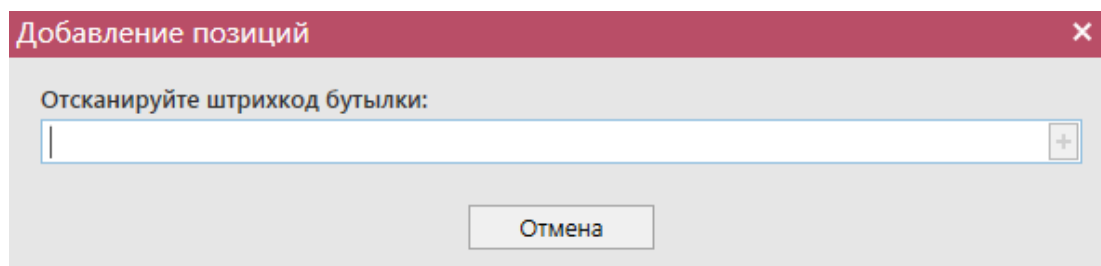 Добавление позиций
Отсканируйте штрихкод бутылки:
Отмена